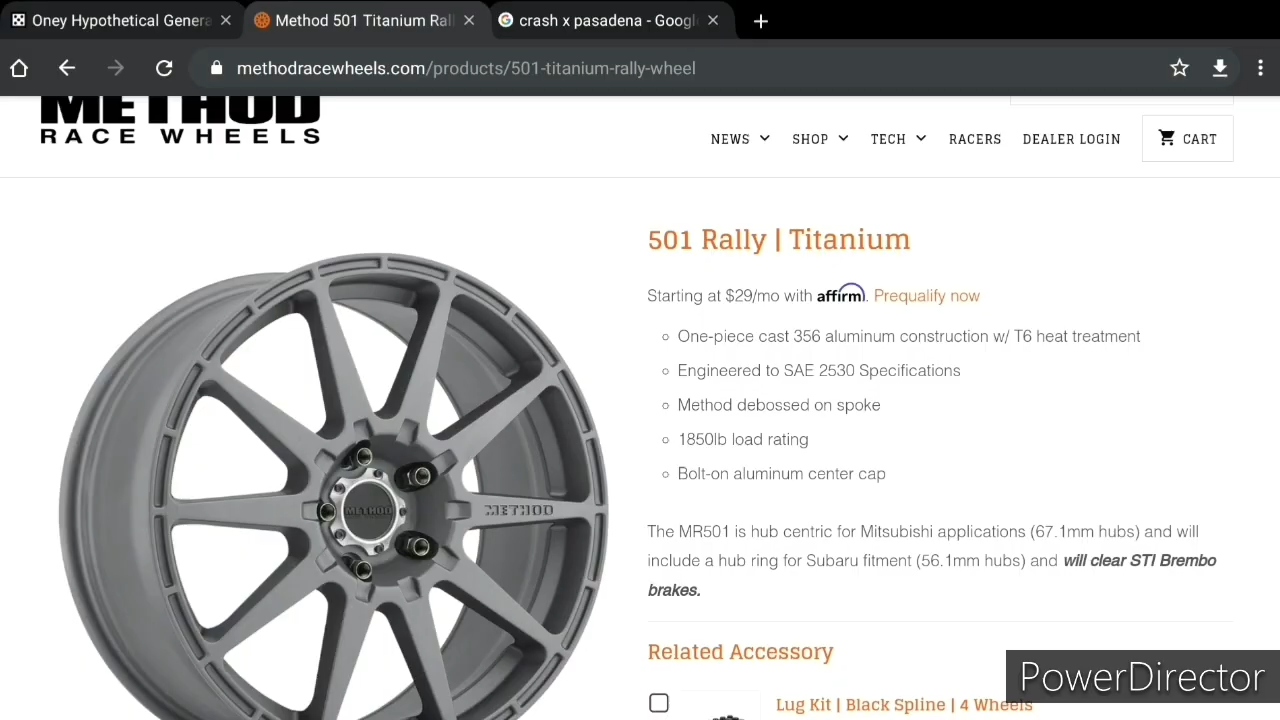 Oney Hypothetical Genera
Method 501 Titanium Ral
crash x pasadena - Googl
methodracewheels.com/products/501-titanium-rally-wheel
METHOD
RACE WHEELS
NEWS
SHOP
TECH
RACERS
DEALER LOGIN
CART
501 Rally | Titanium
Starting at $29/mo with affirm. Prequalify now
One-piece cast 356 aluminum construction w/ T6 heat treatment
Engineered to SAE 2530 Specifications
Method debossed on spoke
1850lb load rating
Bolt-on aluminum center cap
METHOD
METHOD
The MR501 is hub centric for Mitsubishi applications (67.1mm hubs) and will
include a hub ring for Subaru fitment (56.1mm hubs) and will clear STI Brembo
brakes.
Related Accessory
Lug Kit | Black Spline | 4 Wheels
PowerDirector